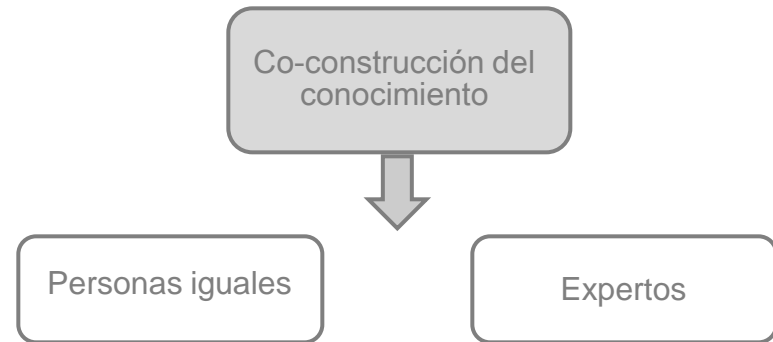 Co-construcción del
conocimiento
Personas iguales
Expertos